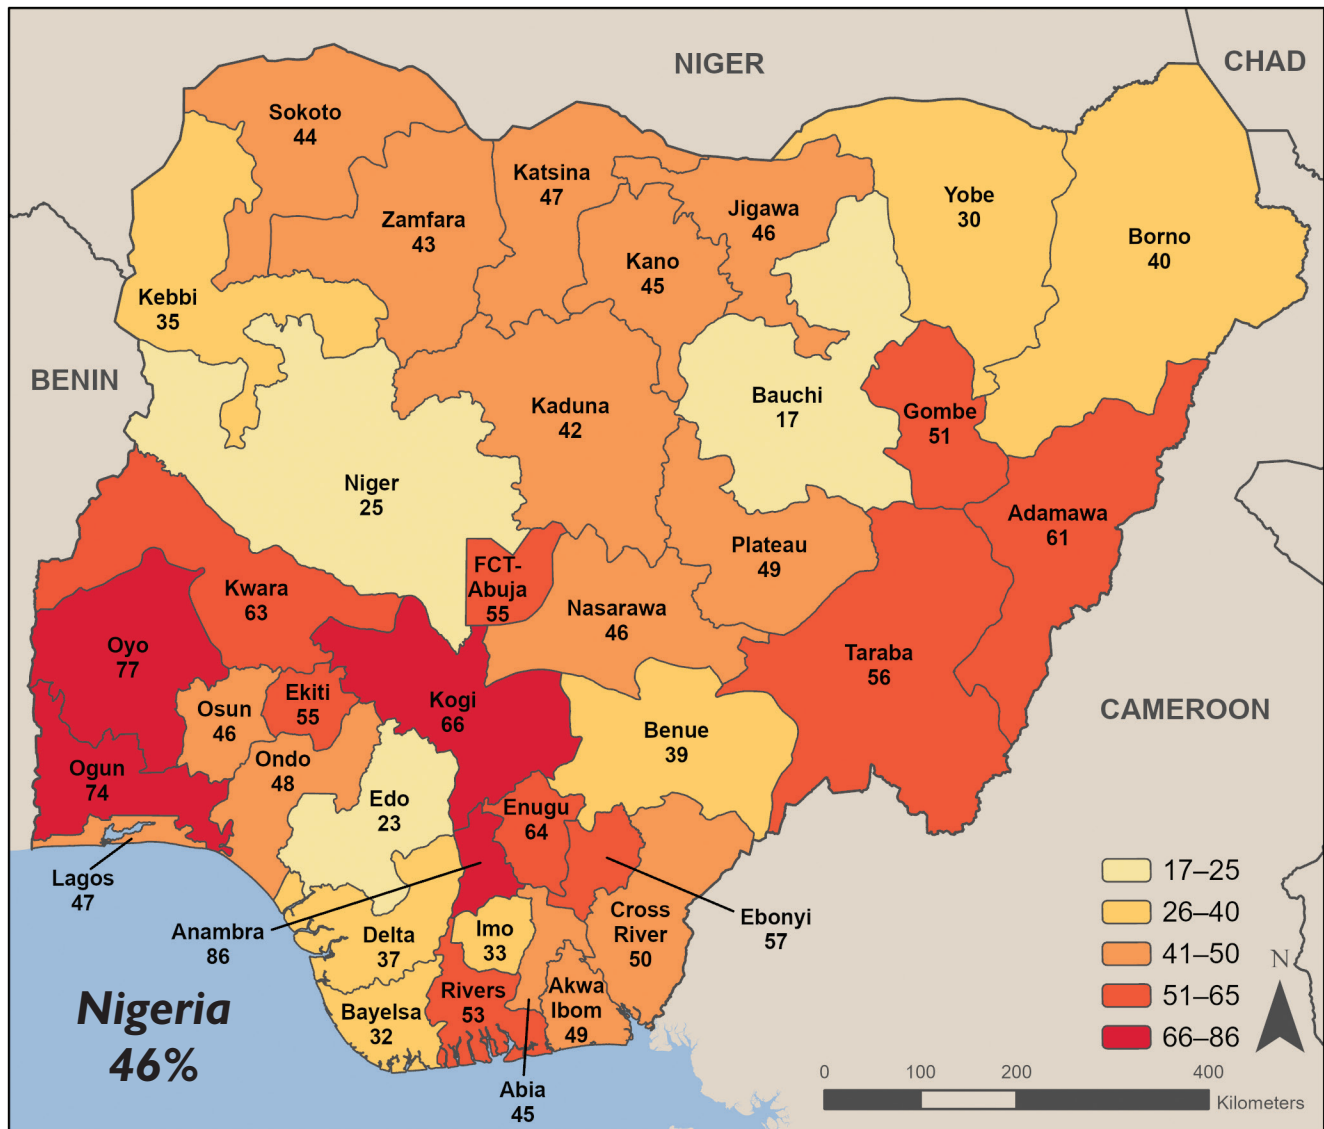 NIGER
CHAD
Sokoto
44
Katsina
47
Zamfara
43
Jigawa
46
Yobe
30
Borno
40
Kano
45
Kebbi
35
BENIN
Kaduna
42
Bauchi
17
Gombe
51
Niger
25
Adamawa
61
Plateau
49
FCT-
Abuja
55
Kwara
63
Nasarawa
46
Oyo
77
Taraba
56
Ekiti
55
Kogi
66
Osun
46
CAMEROON
Benue
39
Ondo
48
Ogun
74
Edo
23
Enugu
64
Lagos
47
Anambra
86
Delta
37
Imo
33
Cross
River
50
Ebonyi
57
Bayelsa
32
Rivers
53
Akwa
Ibom
49
Abia
45
Nigeria
46%
17–25
26–40
41–50
51–65
66–86
N
0 100 200 400
Kilometers